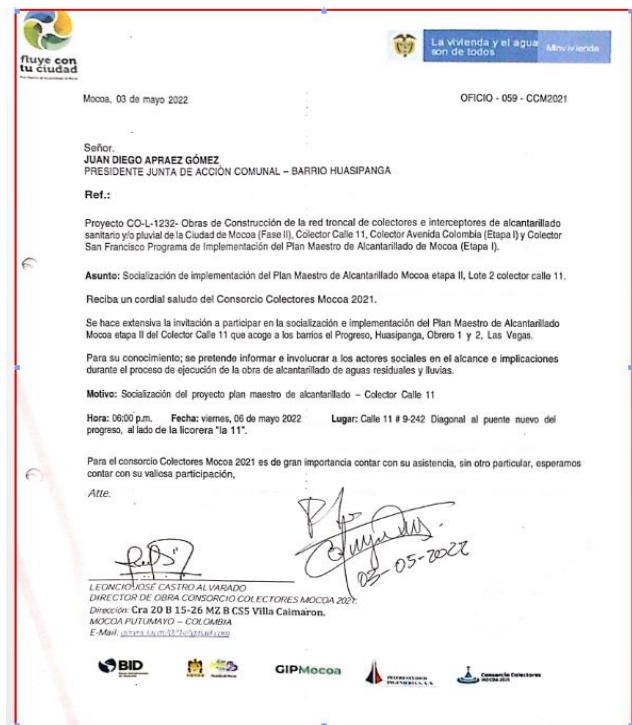 fluye con
tu ciudad
La vivienda y el agua
son de todos
Minvivienda
Mocoa, 03 de mayo 2022
OFICIO - 059 - CCM2021
Señor.
JUAN DIEGO APRAEZ GÓMEZ
PRESIDENTE JUNTA DE ACCIÓN COMUNAL – BARRIO HUASIPANGA
Ref.:
Proyecto CO-L-1232- Obras de Construcción de la red troncal de colectores e interceptores de alcantarillado
sanitario y/o pluvial de la Ciudad de Mocoa (Fase II), Colector Calle 11, Colector Avenida Colombia (Etapa I) y Colector
San Francisco Programa de Implementación del Plan Maestro de Alcantarillado de Mocoa (Etapa I).
Asunto: Socialización de implementación del Plan Maestro de Alcantarillado Mocoa etapa II, Lote 2 colector calle 11.
Reciba un cordial saludo del Consorcio Colectores Mocoa 2021.
Se hace extensiva la invitación a participar en la socialización e implementación del Plan Maestro de Alcantarillado
Mocoa etapa II del Colector Calle 11 que acoge a los barrios el Progreso, Huasipanga, Obrero 1 y 2, Las Vegas.
Para su conocimiento; se pretende informar e involucrar a los actores sociales en el alcance e implicaciones
durante el proceso de ejecución de la obra de alcantarillado de aguas residuales y lluvias.
Motivo: Socialización del proyecto plan maestro de alcantarillado – Colector Calle 11
Hora: 06:00 p.m. Fecha: viernes, 06 de mayo 2022 Lugar: Calle 11 # 9-242 Diagonal al puente nuevo del
progreso, al lado de la licorera "la 11".
Para el consorcio Colectores Mocoa 2021 es de gran importancia contar con su asistencia, sin otro particular, esperamos
contar con su valiosa participación,
Atte.
03-05-2022
LEONCIO JOSÉ CASTRO ALVARADO
DIRECTOR DE OBRA CONSORCIO COLECTORES MOCOA 2021.
Dirección: Cra 20 B 15-26 MZ B CS5 Villa Caimaron.
MOCOA PUTUMAYO – COLOMBIA
E-Mail:
BID
GIPMocoa
Consorcio Colectores
MOCOA 2021